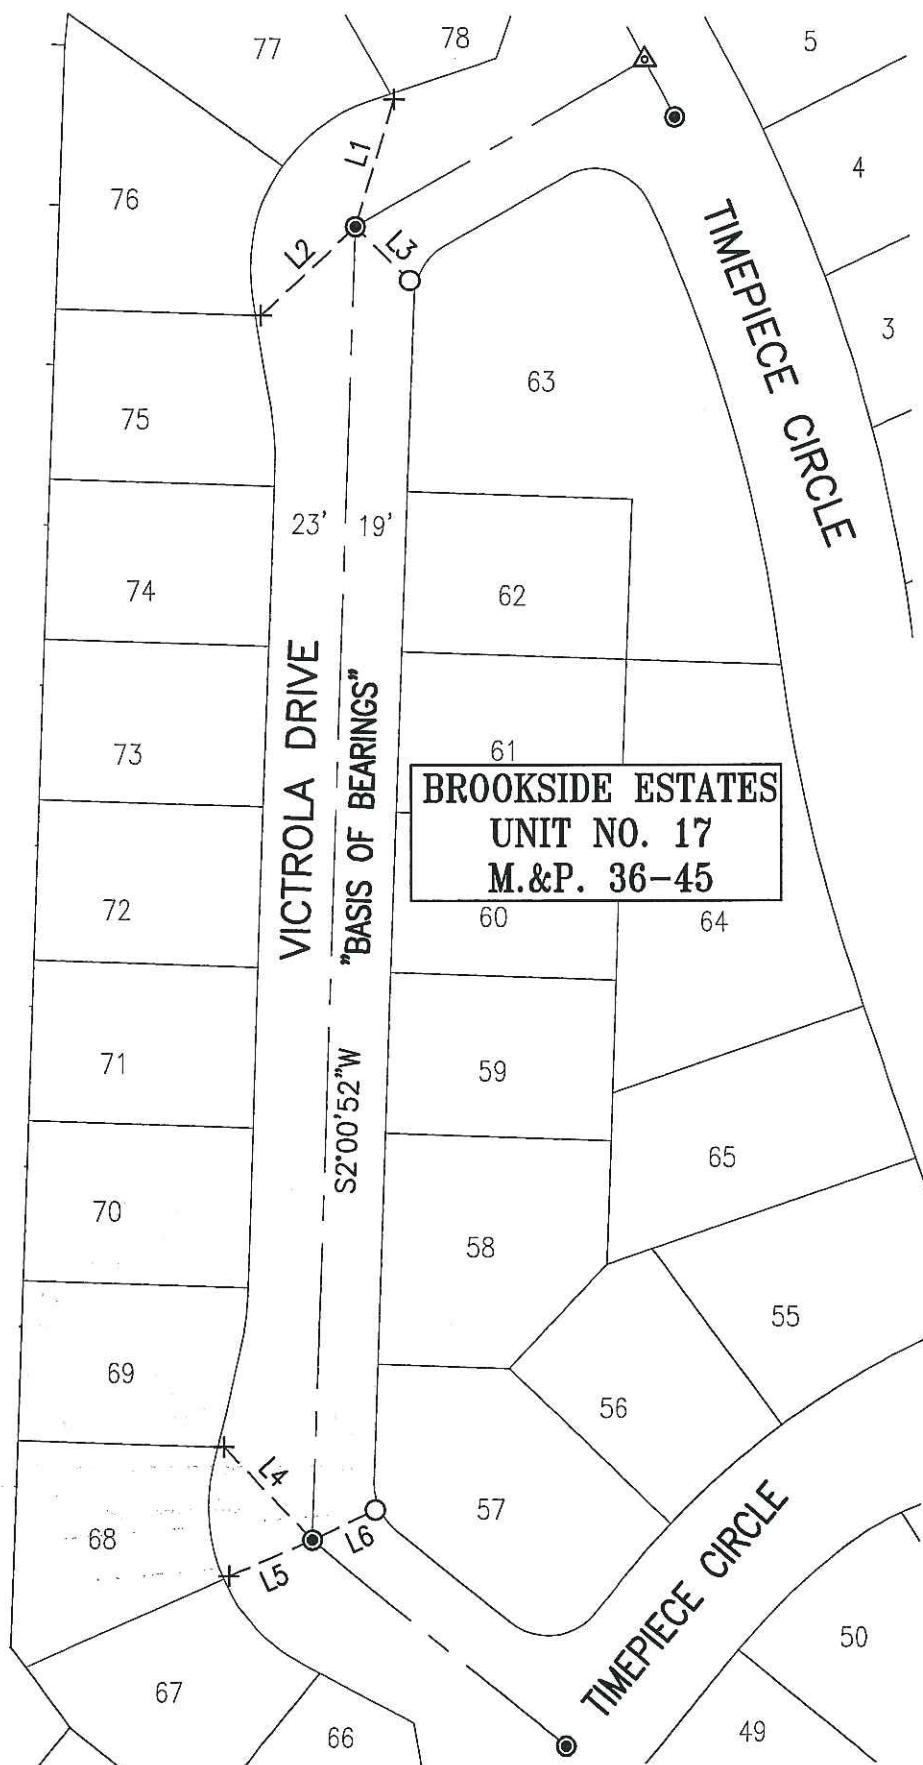 77
78
5
L1
76
4
L2
L3
TIMEPIECE CIRCLE
3
63
75
23'
19'
74
62
VICTROLA DRIVE
"BASIS OF BEARINGS"
73
61
BROOKSIDE ESTATES
UNIT NO. 17
M.&P. 36-45
72
60
64
71
59
S2°00'52"W
65
70
58
55
69
56
L4
57
68
L6
L5
TIMEPIECE CIRCLE
50
67
66
49